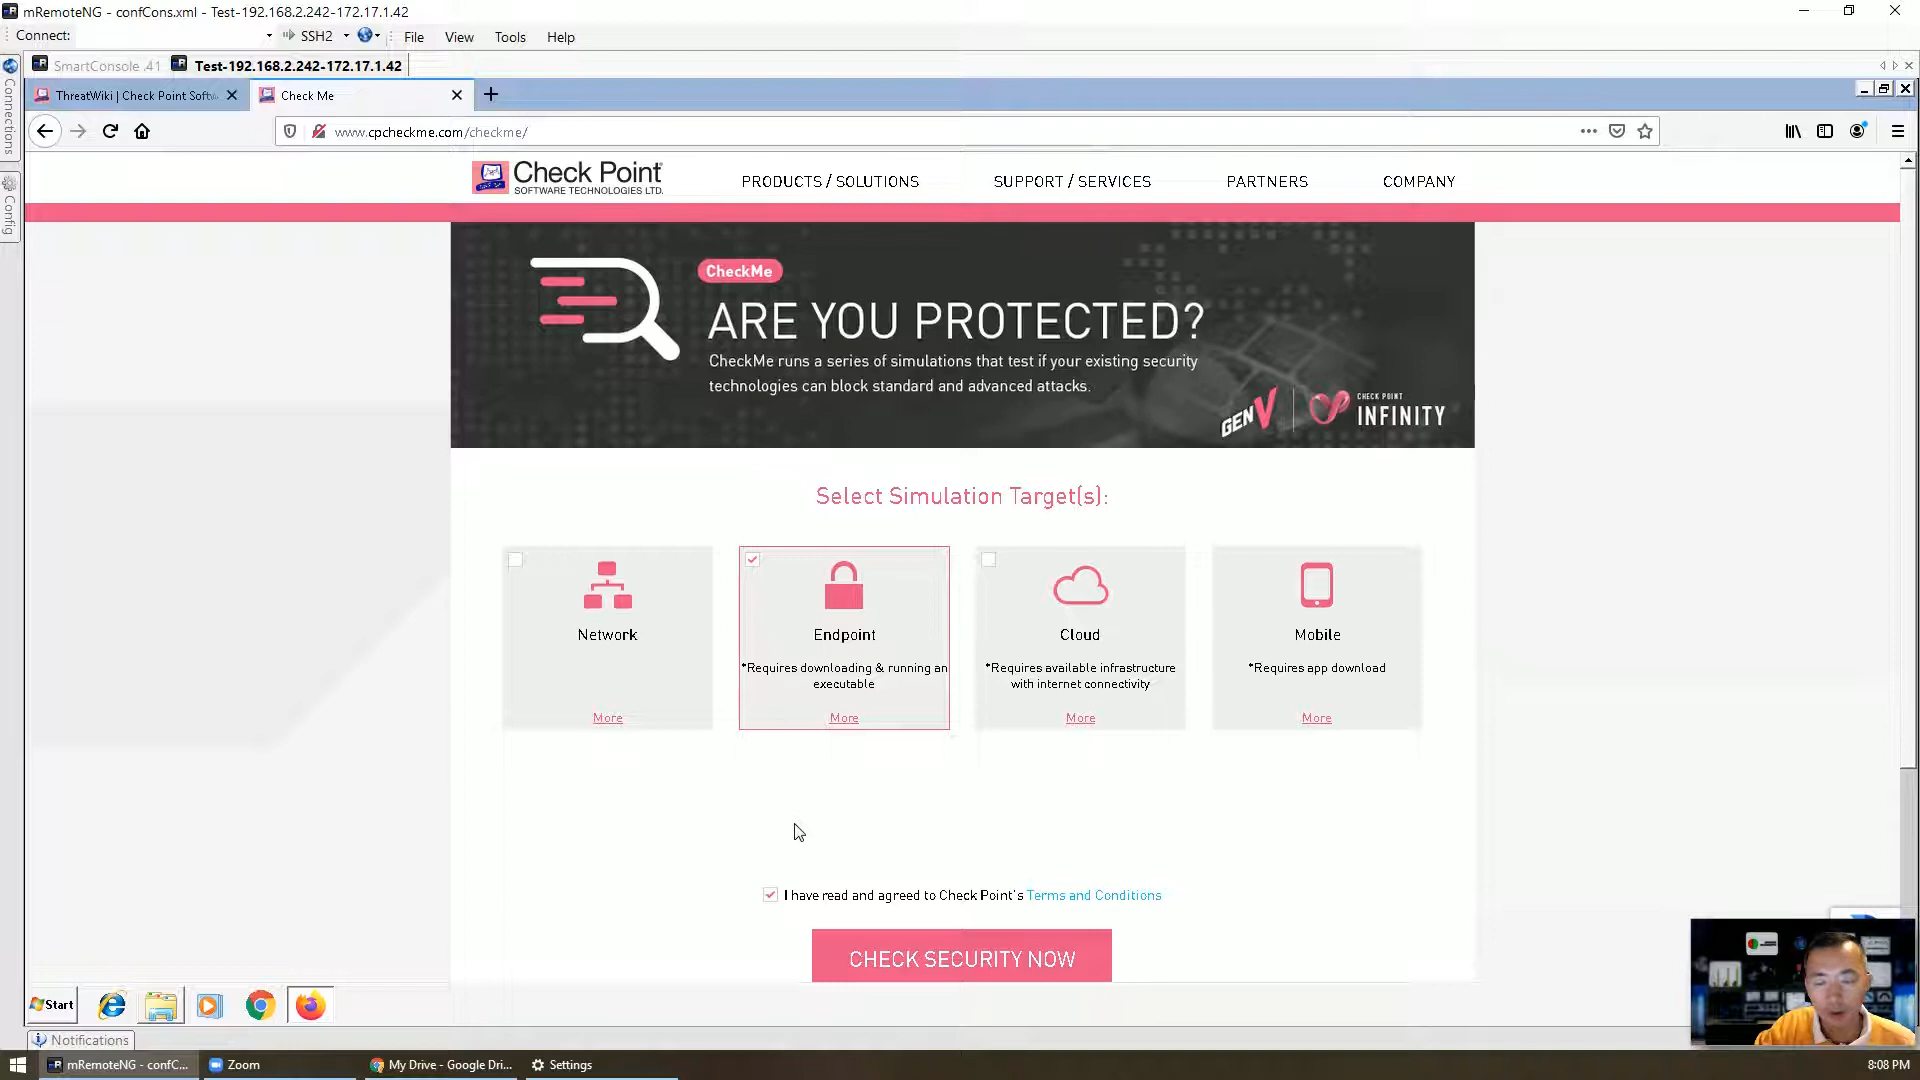 mRemoteNG - confCons.xml - Test-192.168.2.242-172.17.1.42
Connect: SSH2 File View Tools Help
SmartConsole .41 Test-192.168.2.242-172.17.1.42
Connections
Config
ThreatWiki | Check Point Softw Check Me
www.cpcheckme.com/checkme/
Check Point
SOFTWARE TECHNOLOGIES LTD.
PRODUCTS / SOLUTIONS SUPPORT / SERVICES PARTNERS COMPANY
CheckMe
ARE YOU PROTECTED?
CheckMe runs a series of simulations that test if your existing security
technologies can block standard and advanced attacks.
GEN V
CHECK POINT
INFINITY
Select Simulation Target(s):
Network
More
Endpoint
*Requires downloading & running an
executable
More
Cloud
*Requires available infrastructure
with internet connectivity
More
Mobile
*Requires app download
More
I have read and agreed to Check Point's Terms and Conditions
CHECK SECURITY NOW
Start
Notifications
mRemoteNG - confC... Zoom My Drive - Google Dri... Settings 8:08 PM